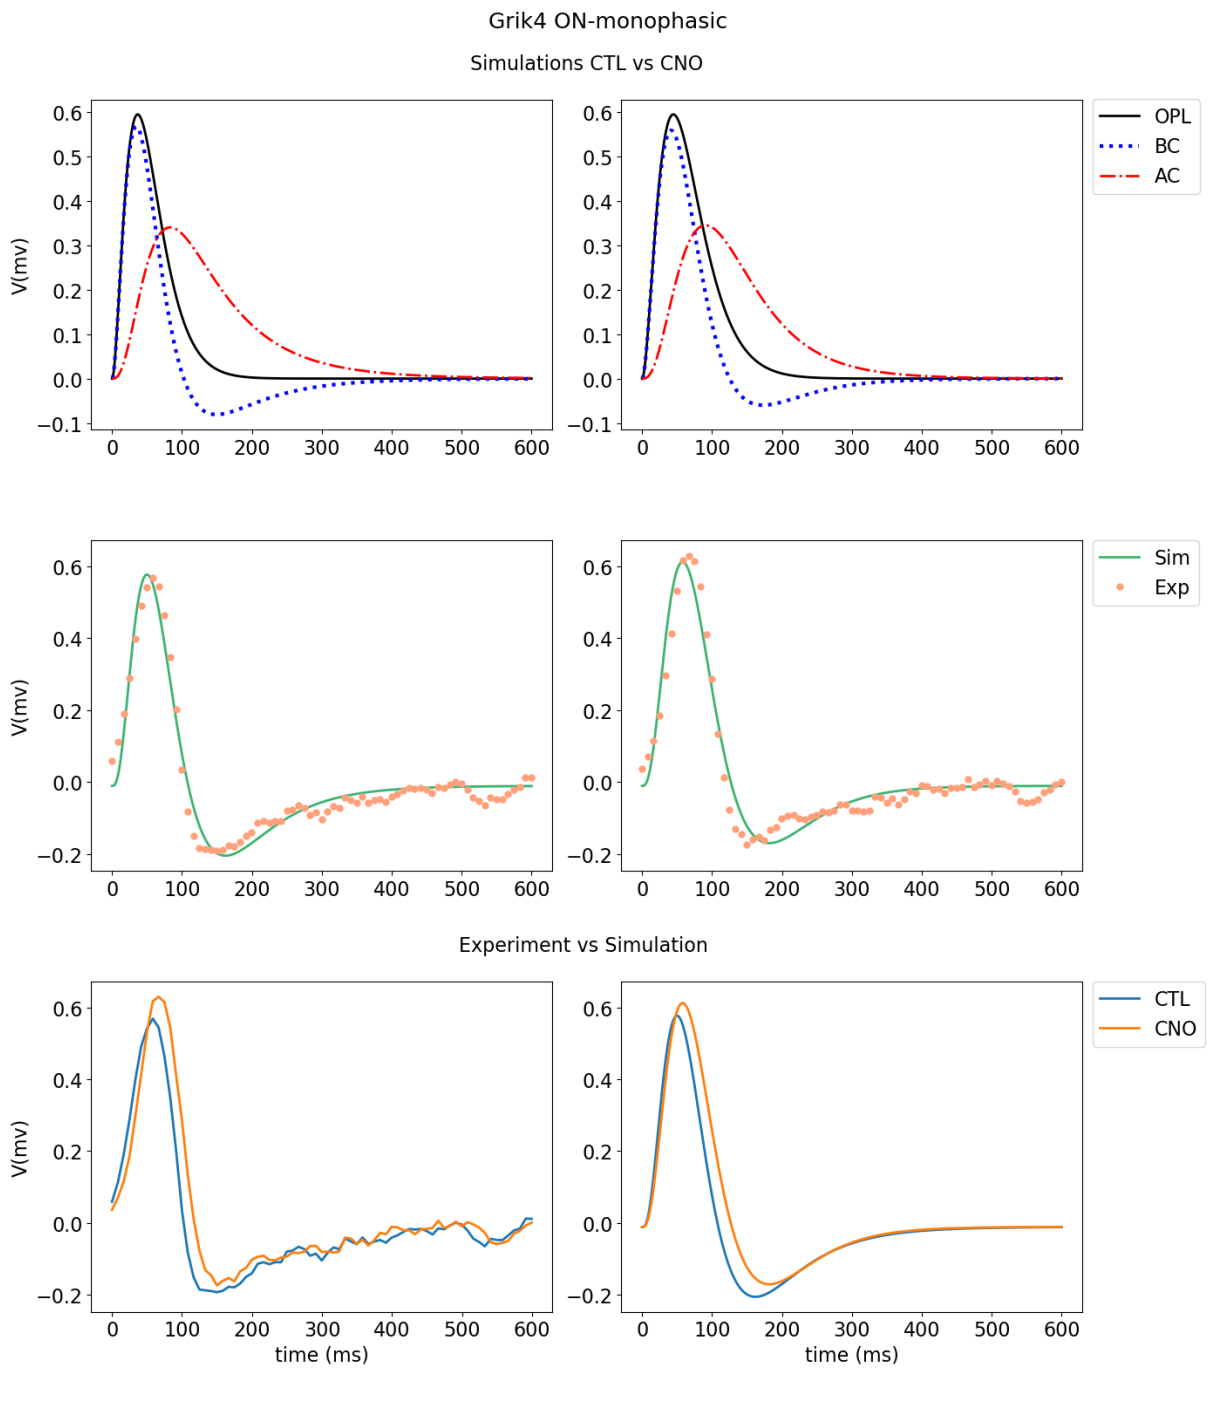 Grik4 ON-monophasic
Simulations CTL vs CNO
V(mv)
0.6
0.5
0.4
0.3
0.2
0.1
0.0
−0.1
0 100 200 300 400 500 600
0.6
0.5
0.4
0.3
0.2
0.1
0.0
−0.1
0 100 200 300 400 500 600
OPL
BC
AC
V(mv)
0.6
0.4
0.2
0.0
−0.2
0 100 200 300 400 500 600
0.6
0.4
0.2
0.0
−0.2
0 100 200 300 400 500 600
Sim
Exp
Experiment vs Simulation
V(mv)
0.6
0.4
0.2
0.0
−0.2
0 100 200 300 400 500 600
time (ms)
0.6
0.4
0.2
0.0
−0.2
0 100 200 300 400 500 600
time (ms)
CTL
CNO